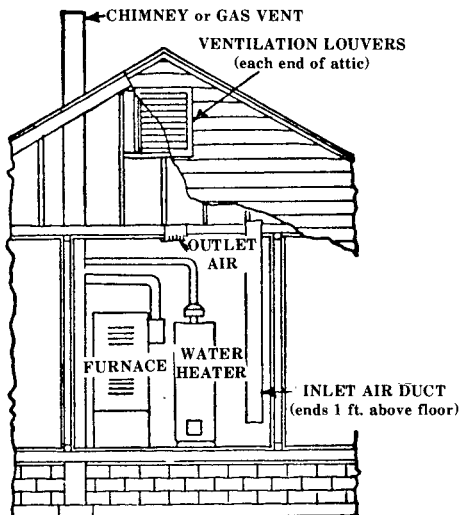 CHIMNEY or GAS VENT
VENTILATION LOUVERS
(each end of attic)
OUTLET
AIR
FURNACE
WATER
HEATER
INLET AIR DUCT
(ends 1 ft. above floor)